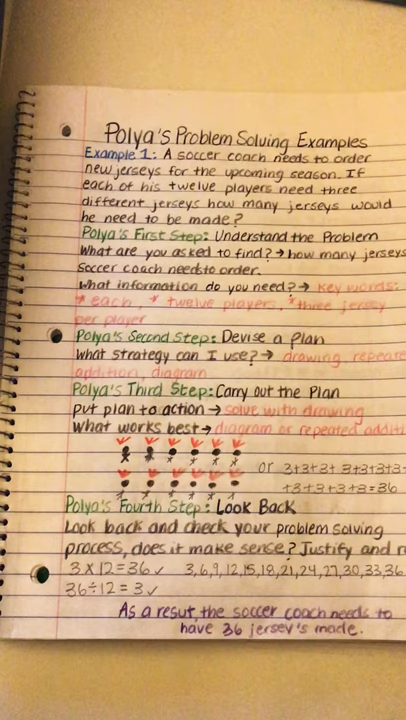 Polya's Problem Solving Examples
Example 1: A soccer coach needs to order
new jerseys for the upcoming season. If
each of his twelve players need three
different jerseys how many jerseys would
he need to be made?
Polya's First Step: Understand the Problem
What are you asked to find? → how many jerseys
soccer coach needs to order.
What information do you need? → Key words:
* each, * twelve players, *three jersey
per player
Polya's Second Step: Devise a Plan
What strategy can I use? → drawing, repeate
addition, diagram
Polya's Third Step: Carry out the Plan
put plan to action → solve with drawing
What works best → diagram or repeated additi
or 3+3+3+3+3+3+3+
+3+3+3+3=36
Polya's Fourth Step: Look Back
Look back and check your problem solving
process, does it make sense? Justify and r
3 x 12 = 36 ✓ 3,6,9,12,15,18,21,24,27,30,33,36
36 ÷ 12 = 3 ✓
As a resut, the soccer coach needs to
have 36 jersey's made.